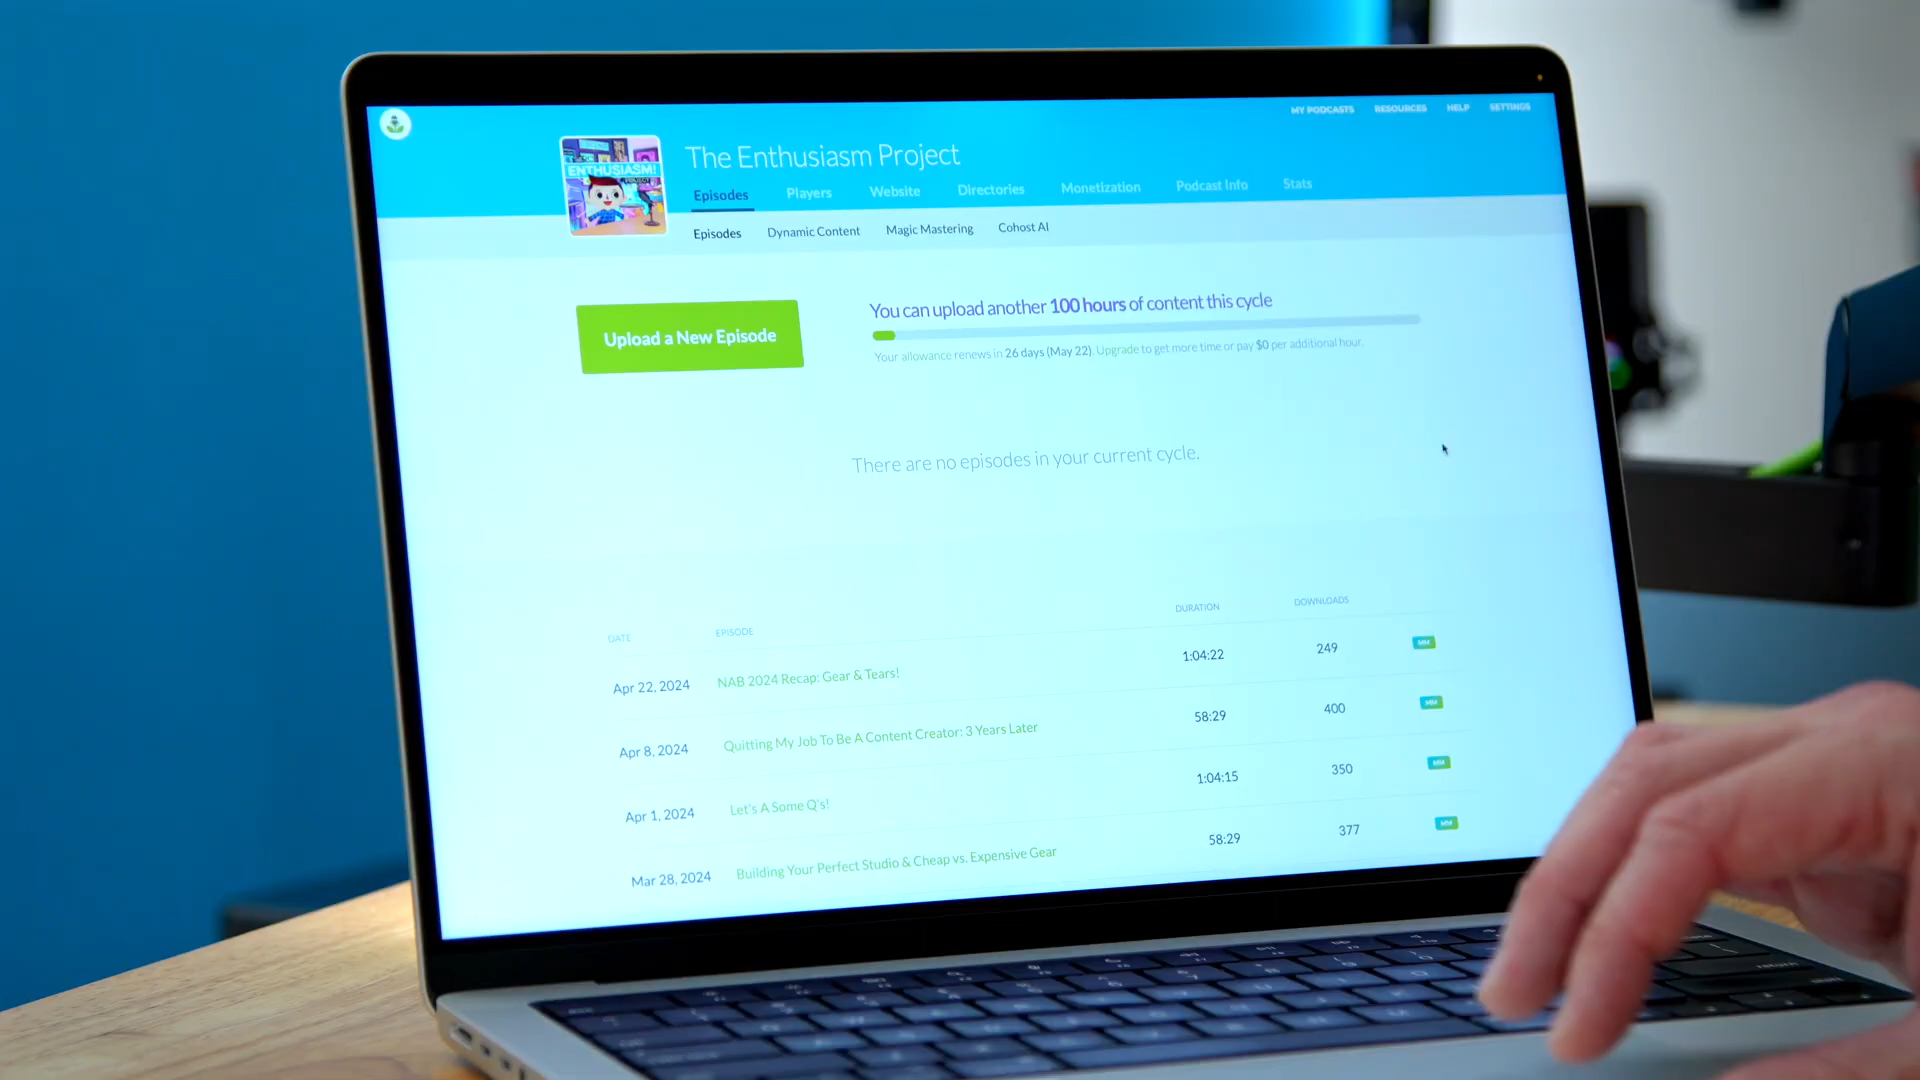 MY PODCASTS RESOURCES HELP SETTINGS
ENTHUSIASM!
The Enthusiasm Project
Episodes Players Website Directories Monetization Podcast Info Stats
Episodes Dynamic Content Magic Mastering Cohost AI
Upload a New Episode
You can upload another 100 hours of content this cycle
Your allowance renews in 26 days (May 22). Upgrade to get more time or pay $0 per additional hour.
There are no episodes in your current cycle.
DATE EPISODE DURATION DOWNLOADS
Apr 22, 2024 NAB 2024 Recap: Gear & Tears! 1:04:22 249 MM
Apr 8, 2024 Quitting My Job To Be A Content Creator: 3 Years Later 58:29 400 MM
Apr 1, 2024 Let's A Some Q's! 1:04:15 350 MM
Mar 28, 2024 Building Your Perfect Studio & Cheap vs. Expensive Gear 58:29 377 MM